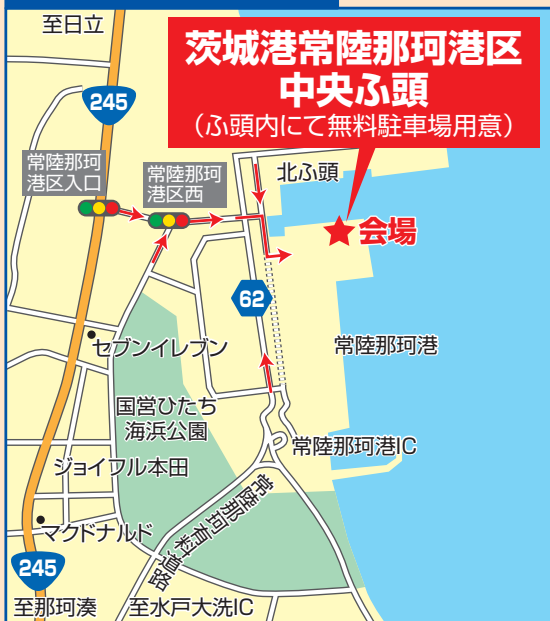 至日立
茨城港常陸那珂港区
中央ふ頭
(ふ頭内にて無料駐車場用意)
245
常陸那珂
港区入口
常陸那珂
港区西
北ふ頭
会場
62
セブンイレブン
常陸那珂港
国営ひたち
海浜公園
常陸那珂港IC
ジョイフル本田
常陸那珂有料道路
マクドナルド
245
至那珂湊
至水戸大洗IC